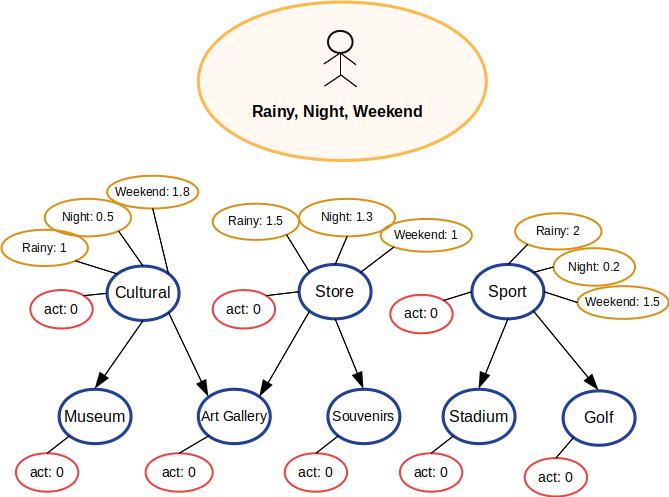 Rainy, Night, Weekend
Weekend: 1.8
Night: 0.5
Rainy: 1
Rainy: 1.5
Night: 1.3
Weekend: 1
Rainy: 2
Night: 0.2
Weekend: 1.5
Cultural
Store
Sport
act: 0
act: 0
act: 0
Museum
Art Gallery
Souvenirs
Stadium
Golf
act: 0
act: 0
act: 0
act: 0
act: 0